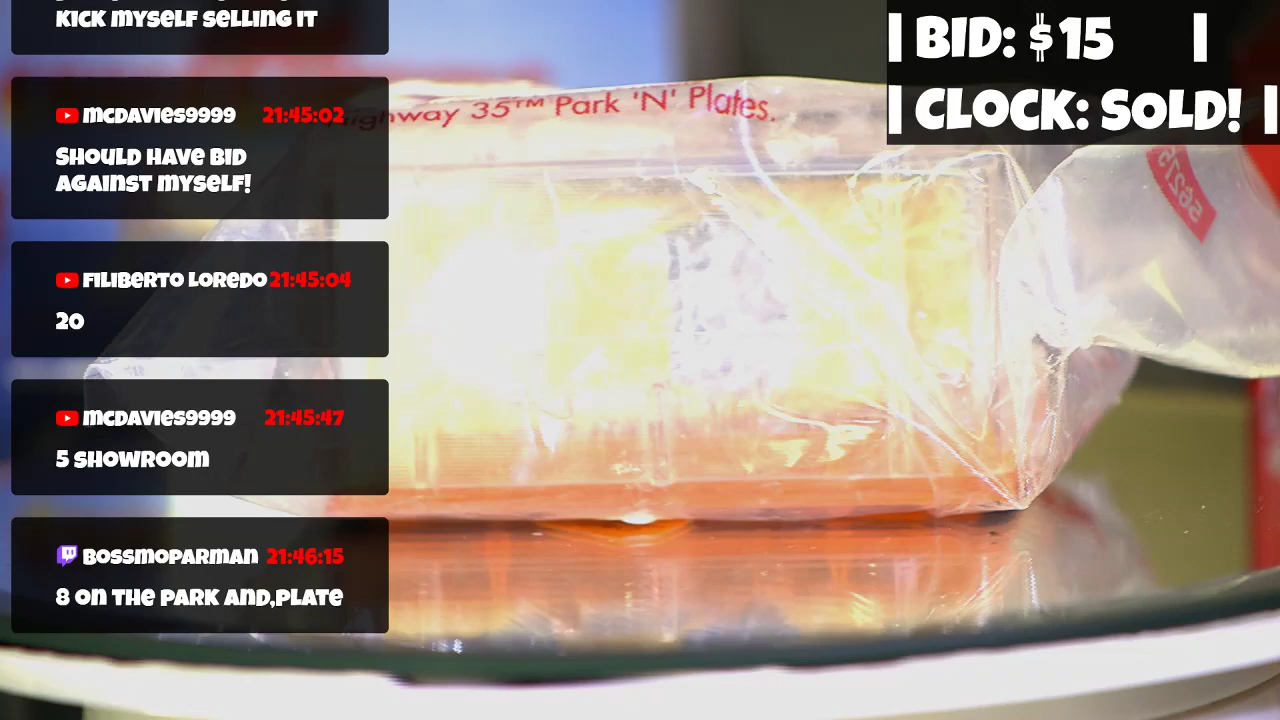 KICK MYSELF SELLING IT
MCDAVIES9999 21:45:02
SHOULD HAVE BID
AGAINST MYSELF!
FILIBERTO LOREDO 21:45:04
20
MCDAVIES9999 21:45:47
5 SHOWROOM
BOSSMOPARMAN 21:46:15
8 ON THE PARK AND,PLATE
Highway 35™ Park 'N' Plates.
| BID: $15 |
| CLOCK: SOLD! |
56275